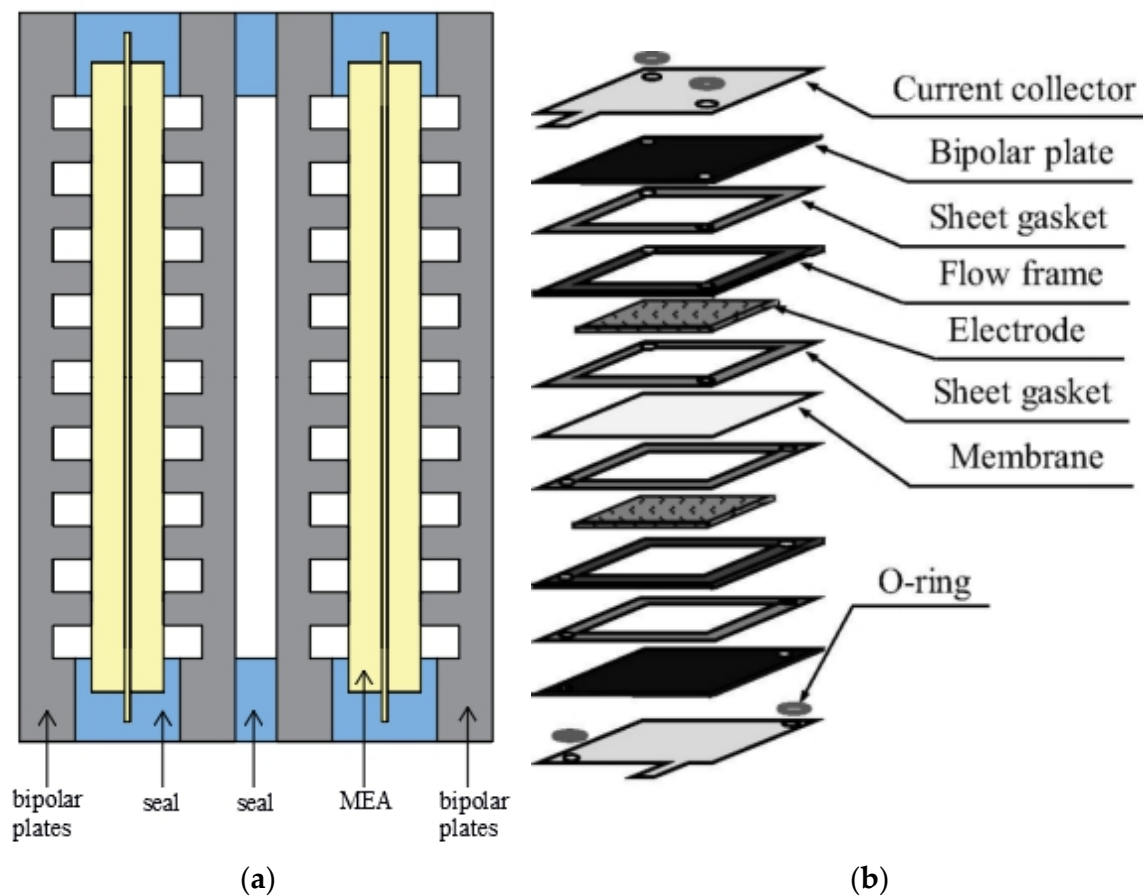 bipolar
plates
seal
seal
MEA
bipolar
plates
(a)
Current collector
Bipolar plate
Sheet gasket
Flow frame
Electrode
Sheet gasket
Membrane
O-ring
(b)